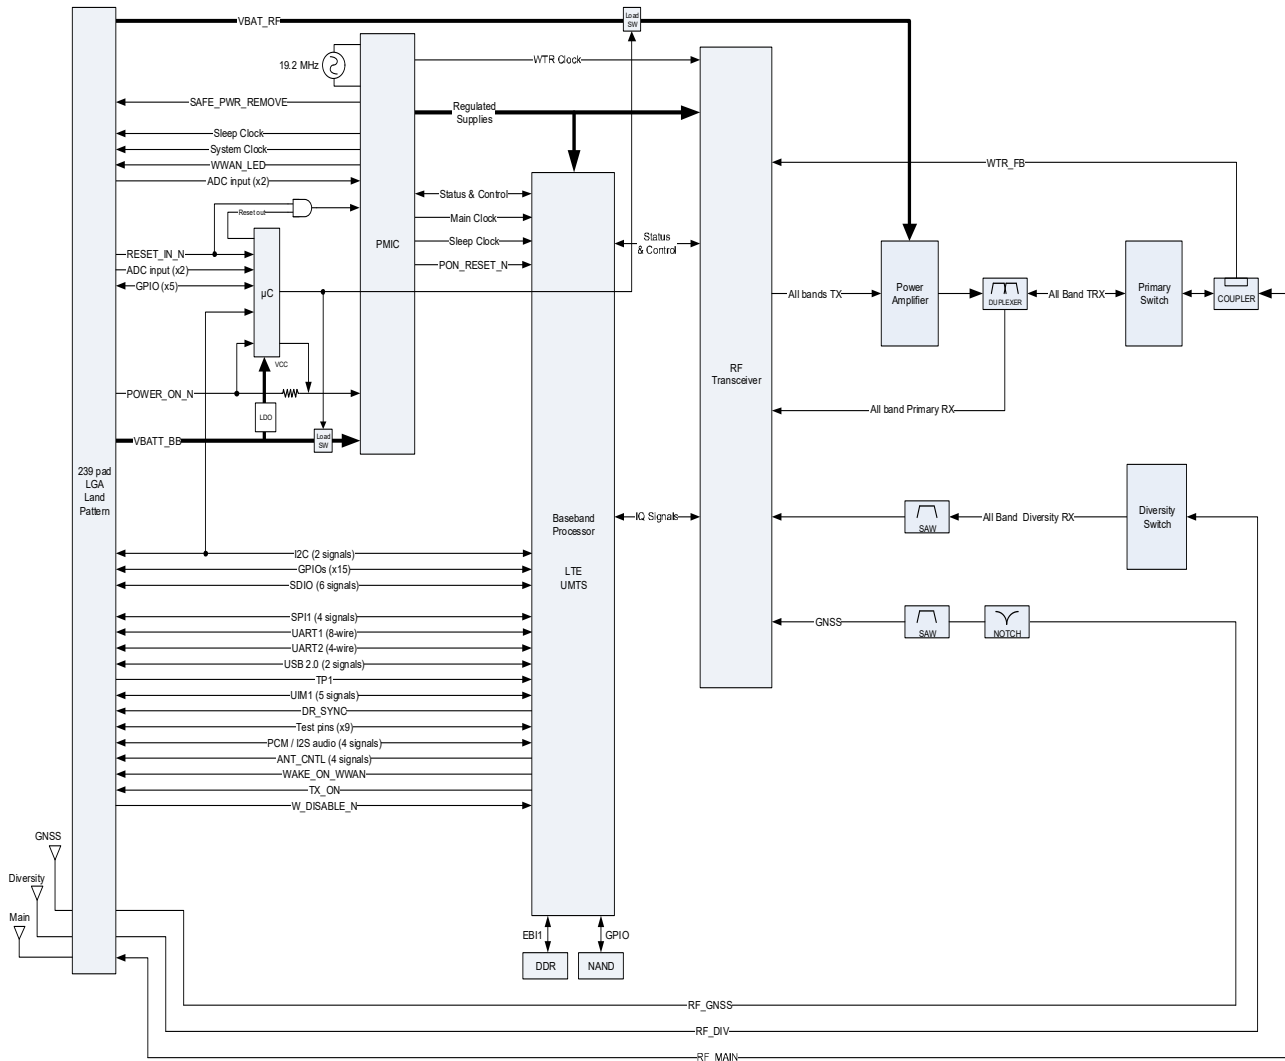 VBAT_RF
Load
SW
19.2 MHz
WTR Clock
SAFE_PWR_REMOVE
Regulated
Supplies
Sleep Clock
System Clock
WWAN_LED
WTR_FB
ADC input (x2)
Status & Control
Reset out
Main Clock
PMIC
Sleep Clock
Status
& Control
RESET_IN_N
PON_RESET_N
ADC input (x2)
GPIO (x5)
µC
All bands TX
Power
Amplifier
DUPLEXER
All Band TRX
Primary
Switch
COUPLER
VCC
RF
Transceiver
POWER_ON_N
LDO
All band Primary RX
VBATT_BB
Load
SW
239 pad
LGA
Land
Pattern
Baseband
Processor
LTE
UMTS
IQ Signals
SAW
All Band Diversity RX
Diversity
Switch
I2C (2 signals)
GPIOs (x15)
SDIO (6 signals)
SPI1 (4 signals)
UART1 (8-wire)
UART2 (4-wire)
USB 2.0 (2 signals)
TP1
UIM1 (5 signals)
DR_SYNC
Test pins (x9)
PCM / I2S audio (4 signals)
ANT_CNTL (4 signals)
WAKE_ON_WWAN
TX_ON
W_DISABLE_N
GNSS
SAW
NOTCH
GNSS
Diversity
Main
EBI1
GPIO
DDR
NAND
RF_GNSS
RF_DIV
RF_MAIN